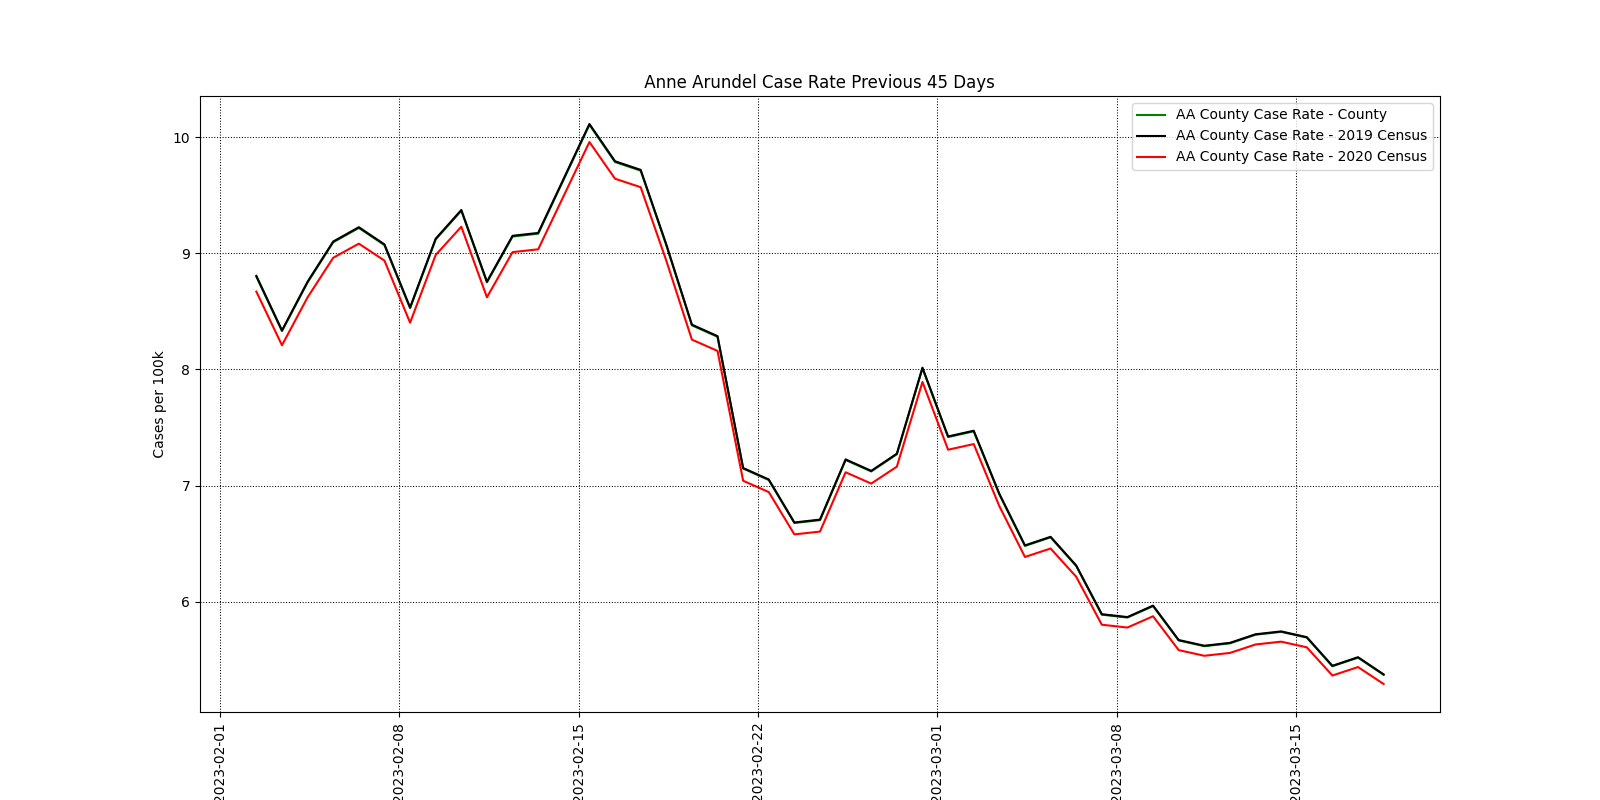 Anne Arundel Case Rate Previous 45 Days
AA County Case Rate - County
AA County Case Rate - 2019 Census
AA County Case Rate - 2020 Census
Cases per 100k
10
9
8
7
6
2023-02-01
2023-02-08
2023-02-15
2023-02-22
2023-03-01
2023-03-08
2023-03-15